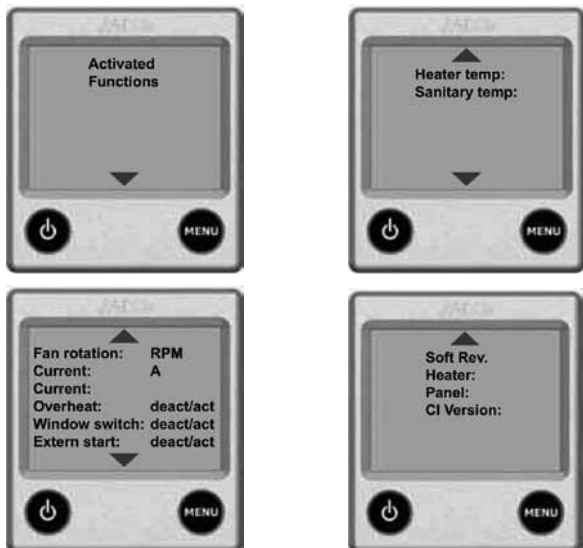 Activated
Functions
MENU
Heater temp:
Sanitary temp:
MENU
Fan rotation: RPM
Current: A
Current:
Overheat: deact/act
Window switch: deact/act
Extern start: deact/act
MENU
Soft Rev.
Heater:
Panel:
CI Version:
MENU